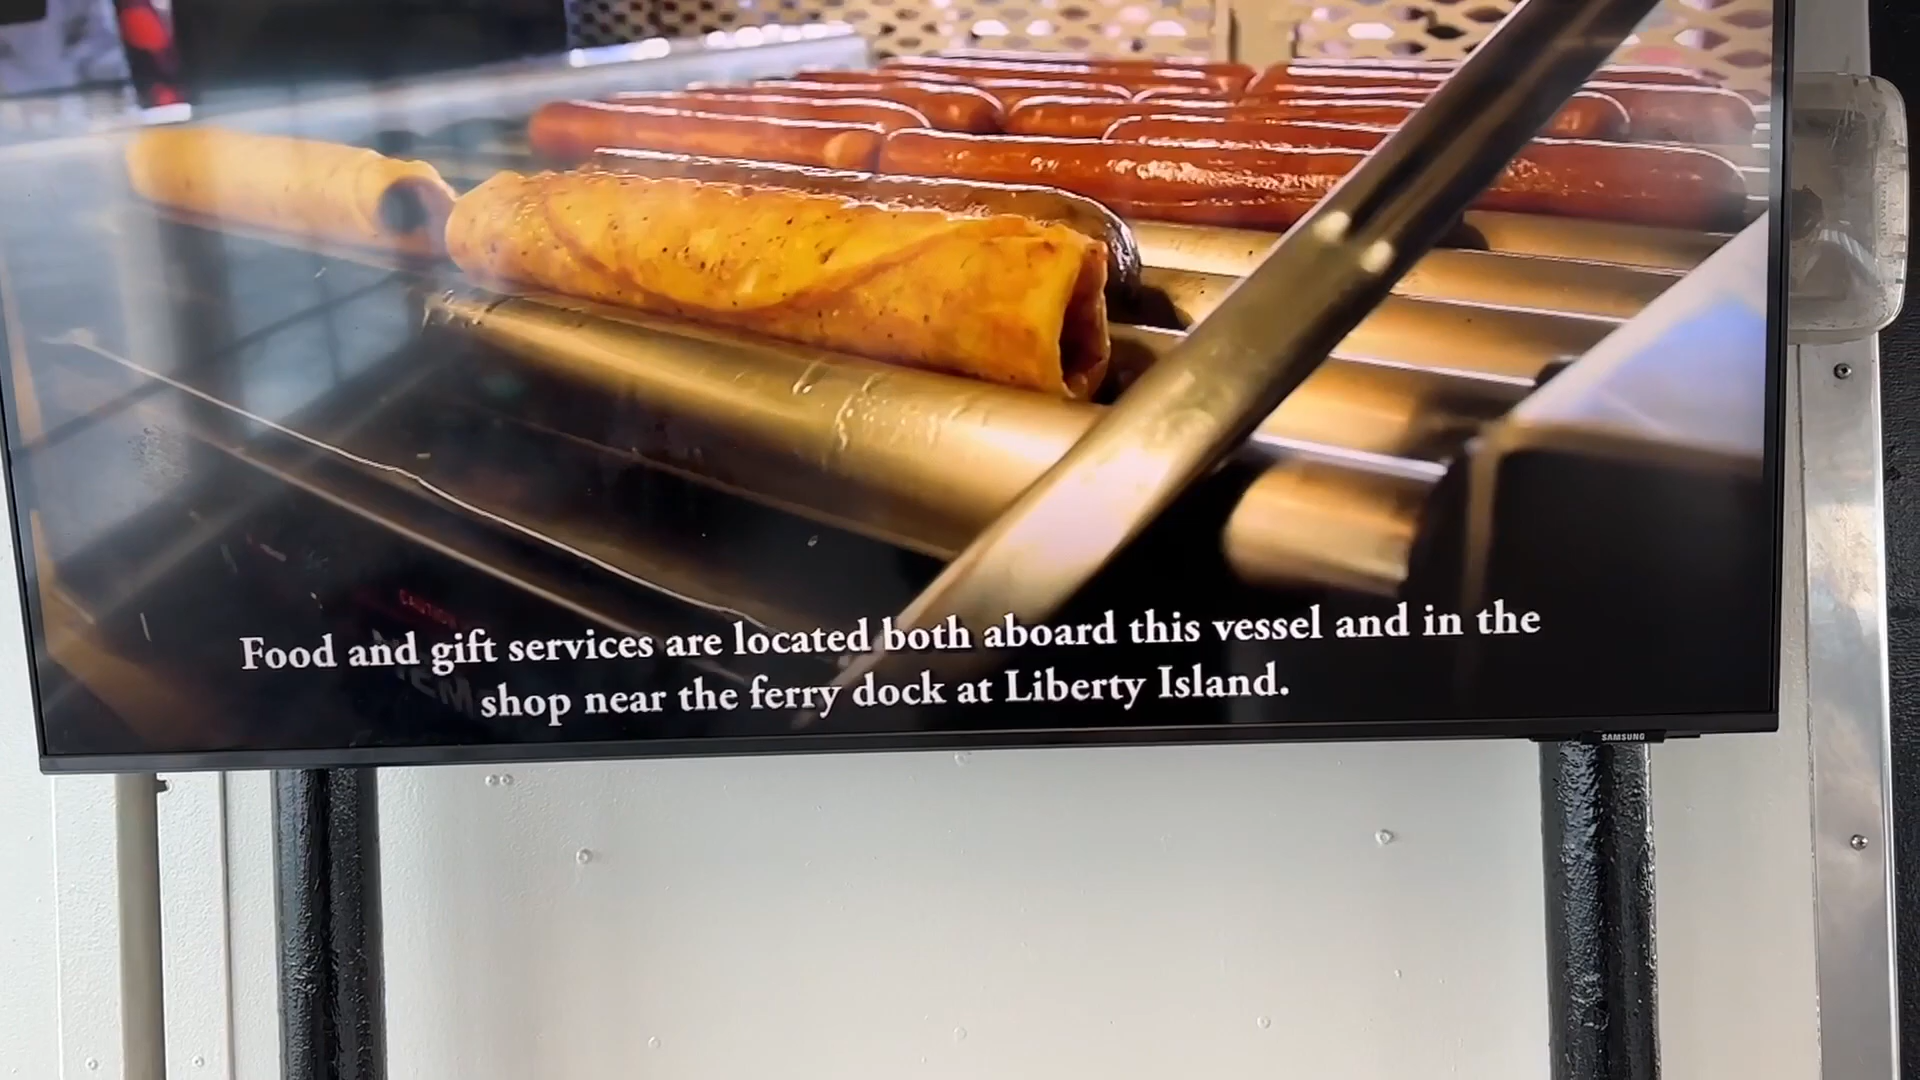 CAUTION
Food and gift services are located both aboard this vessel and in the
shop near the ferry dock at Liberty Island.
SAMSUNG